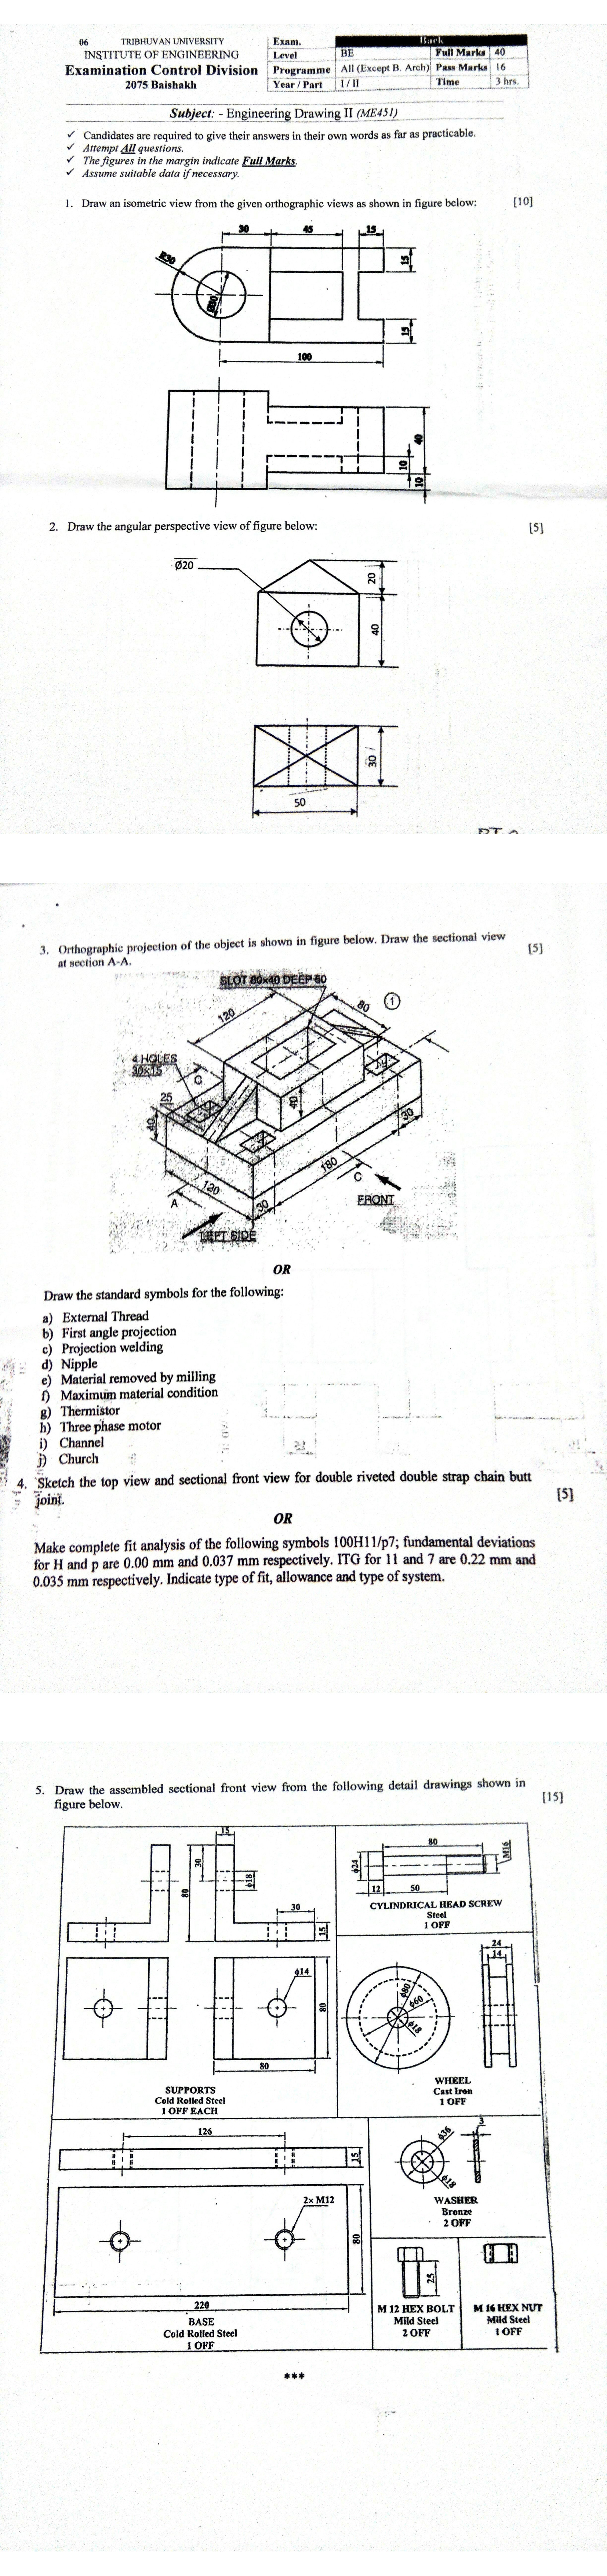 06 TRIBHUVAN UNIVERSITY
INSTITUTE OF ENGINEERING
Examination Control Division
2075 Baishakh
Exam. Back
Level BE Full Marks 40
Programme All (Except B. Arch) Pass Marks 16
Year / Part I / II Time 3 hrs.
Subject: - Engineering Drawing II (ME451)
✓ Candidates are required to give their answers in their own words as far as practicable.
✓ Attempt All questions.
✓ The figures in the margin indicate Full Marks.
✓ Assume suitable data if necessary.
1. Draw an isometric view from the given orthographic views as shown in figure below: [10]
30 45 15
R30
15
R80
15
100
40
10
10
2. Draw the angular perspective view of figure below: [5]
Ø20
20
40
30
50
3. Orthographic projection of the object is shown in figure below. Draw the sectional view [5]
at section A-A.
SLOT 80x40 DEEP 50
120
80
1
4 HOLES
30x15
C
25
40
40
30
120
180
C
A
30
FRONT
LEFT SIDE
OR
Draw the standard symbols for the following:
a) External Thread
b) First angle projection
c) Projection welding
d) Nipple
e) Material removed by milling
f) Maximum material condition
g) Thermistor
h) Three phase motor
i) Channel
j) Church
4. Sketch the top view and sectional front view for double riveted double strap chain butt
joint. [5]
OR
Make complete fit analysis of the following symbols 100H11/p7; fundamental deviations
for H and p are 0.00 mm and 0.037 mm respectively. ITG for 11 and 7 are 0.22 mm and
0.035 mm respectively. Indicate type of fit, allowance and type of system.
5. Draw the assembled sectional front view from the following detail drawings shown in
figure below. [15]
15
30
80
ϕ18
30
15
ϕ14
80
80
SUPPORTS
Cold Rolled Steel
1 OFF EACH
80
ϕ24
M16
12 50
CYLINDRICAL HEAD SCREW
Steel
1 OFF
24
14
ϕ80
ϕ60
ϕ18
WHEEL
Cast Iron
1 OFF
126
15
2x M12
80
220
BASE
Cold Rolled Steel
1 OFF
3
ϕ36
ϕ18
WASHER
Bronze
2 OFF
25
M 12 HEX BOLT
Mild Steel
2 OFF
M 16 HEX NUT
Mild Steel
1 OFF
***